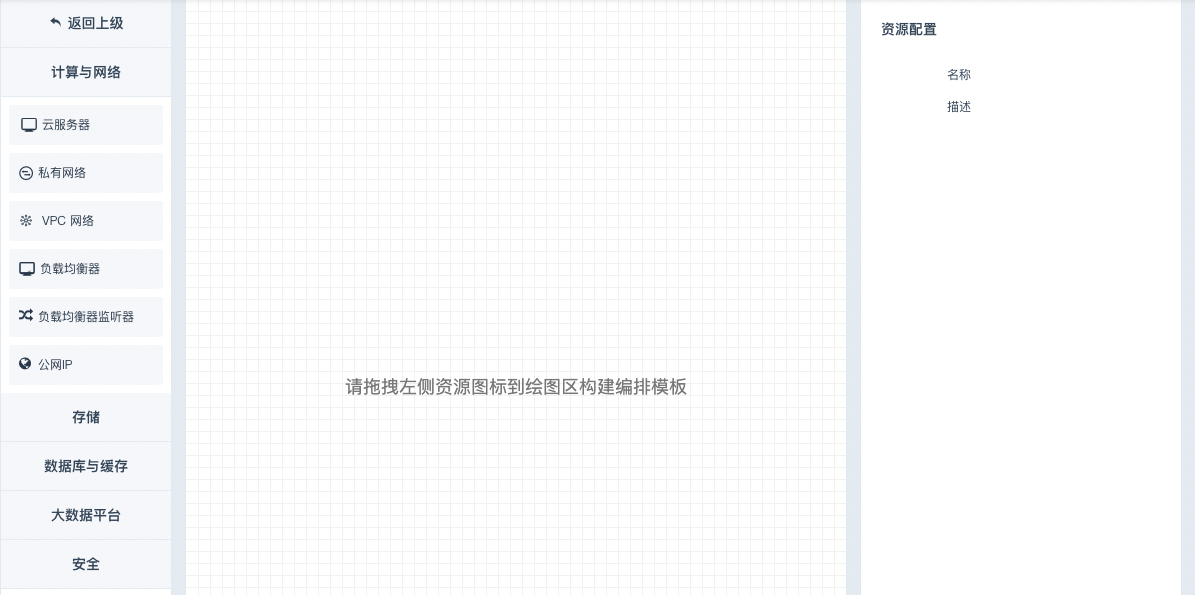 返回上级
计算与网络
云服务器
私有网络
VPC 网络
负载均衡器
负载均衡器监听器
公网IP
存储
数据库与缓存
大数据平台
安全
请拖拽左侧资源图标到绘图区构建编排模板
资源配置
名称
描述